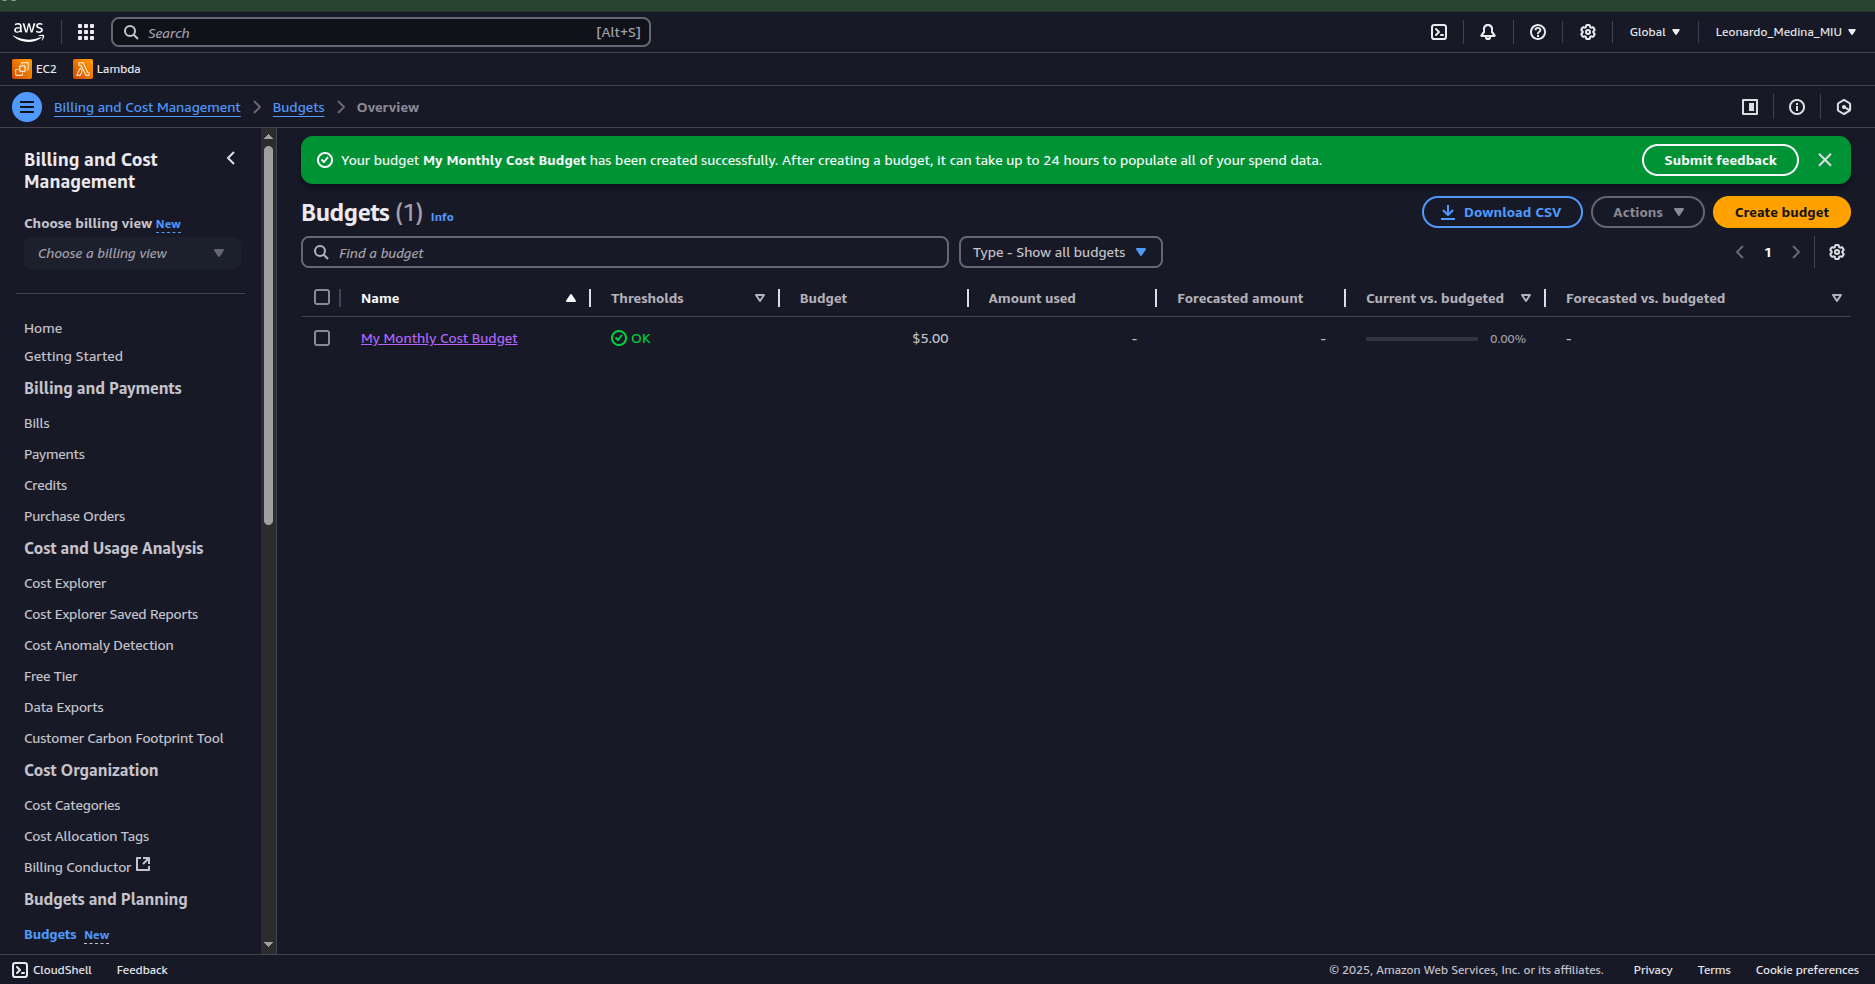 aws
Search [Alt+S]
Global
Leonardo_Medina_MIU
EC2
Lambda
Billing and Cost Management
Budgets
Overview
Billing and Cost
Management
Choose billing view New
Choose a billing view
Home
Getting Started
Billing and Payments
Bills
Payments
Credits
Purchase Orders
Cost and Usage Analysis
Cost Explorer
Cost Explorer Saved Reports
Cost Anomaly Detection
Free Tier
Data Exports
Customer Carbon Footprint Tool
Cost Organization
Cost Categories
Cost Allocation Tags
Billing Conductor
Budgets and Planning
Budgets New
Your budget My Monthly Cost Budget has been created successfully. After creating a budget, it can take up to 24 hours to populate all of your spend data.
Submit feedback
Budgets (1) Info
Download CSV
Actions
Create budget
Find a budget
Type - Show all budgets
1
Name
Thresholds
Budget
Amount used
Forecasted amount
Current vs. budgeted
Forecasted vs. budgeted
My Monthly Cost Budget
OK
$5.00
-
-
0.00%
-
CloudShell
Feedback
© 2025, Amazon Web Services, Inc. or its affiliates.
Privacy
Terms
Cookie preferences